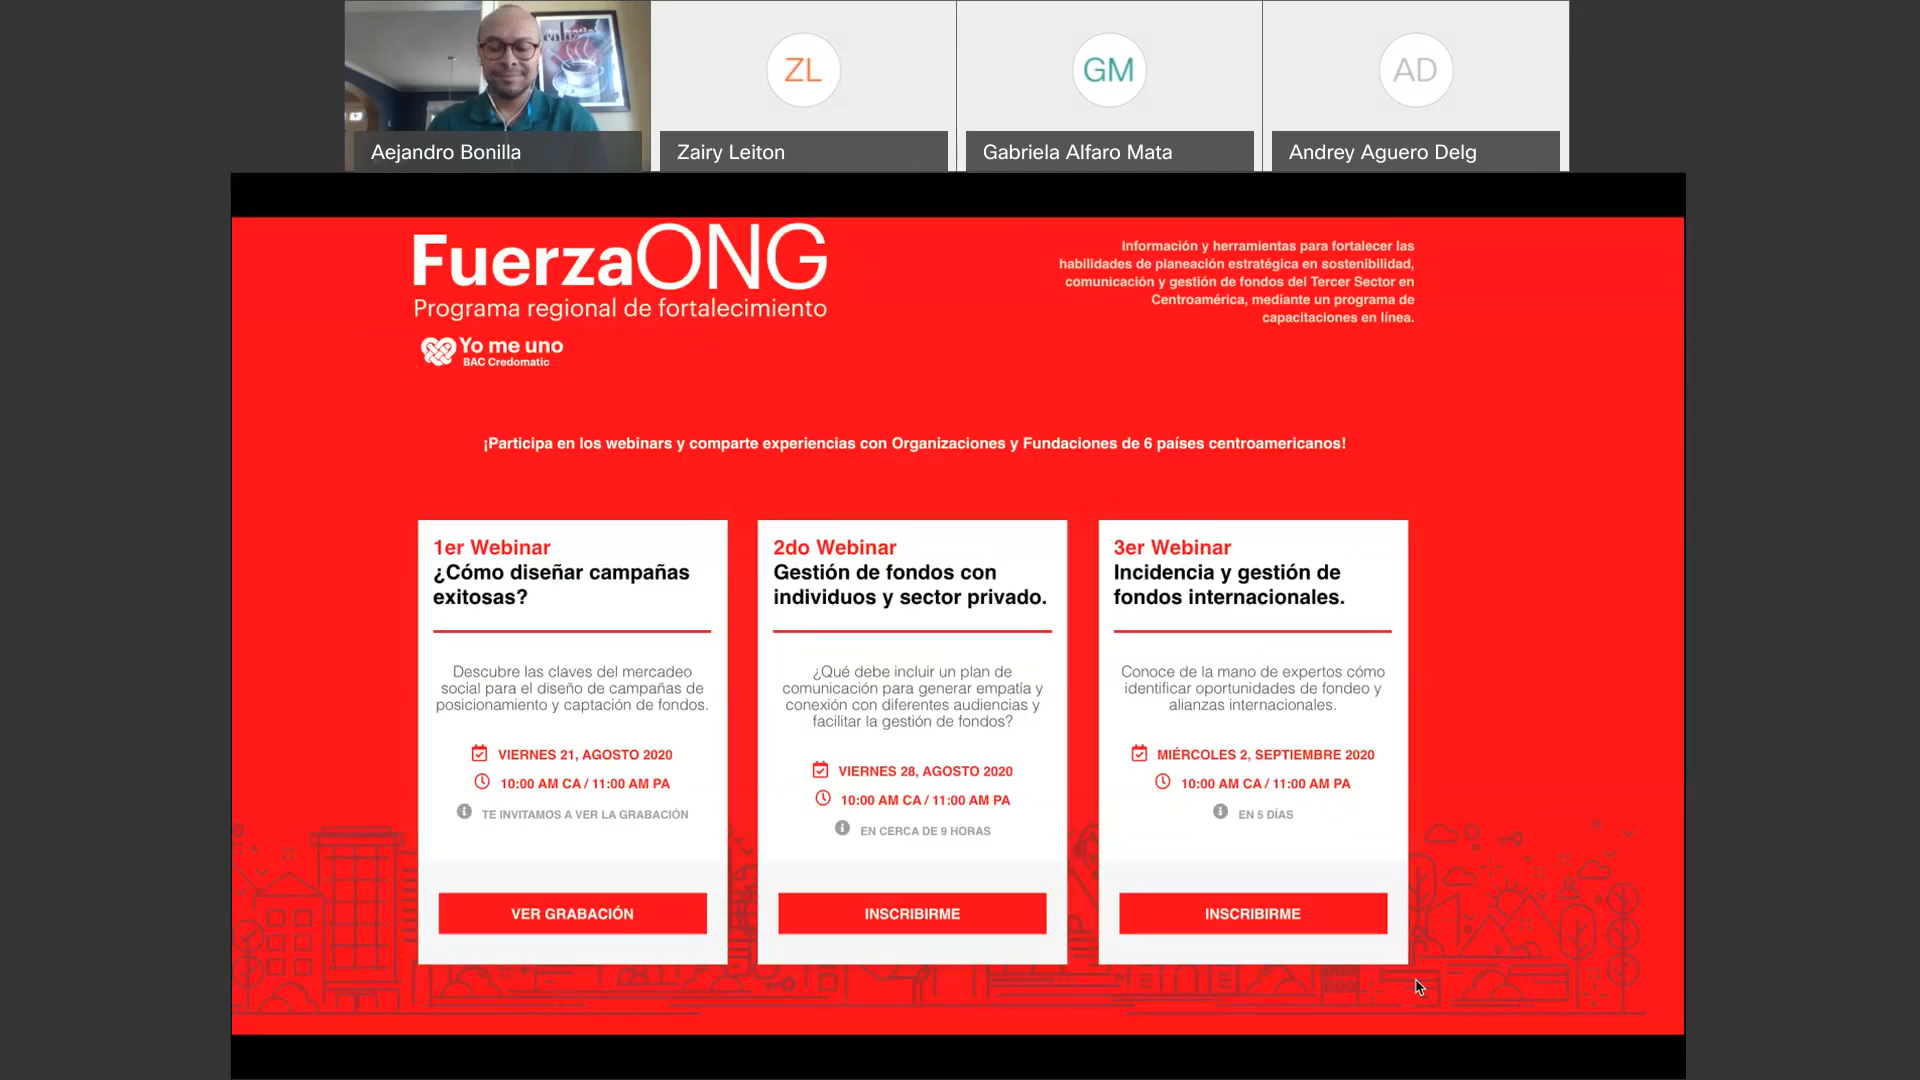 ZL
GM
AD
Aejandro Bonilla
Zairy Leiton
Gabriela Alfaro Mata
Andrey Aguero Delg
FuerzaONG
Programa regional de fortalecimiento
Yo me uno
BAC Credomatic
Información y herramientas para fortalecer las
habilidades de planeación estratégica en sostenibilidad,
comunicación y gestión de fondos del Tercer Sector en
Centroamérica, mediante un programa de
capacitaciones en línea.
¡Participa en los webinars y comparte experiencias con Organizaciones y Fundaciones de 6 países centroamericanos!
1er Webinar
¿Cómo diseñar campañas
exitosas?
Descubre las claves del mercadeo
social para el diseño de campañas de
posicionamiento y captación de fondos.
VIERNES 21, AGOSTO 2020
10:00 AM CA / 11:00 AM PA
TE INVITAMOS A VER LA GRABACIÓN
VER GRABACIÓN
2do Webinar
Gestión de fondos con
individuos y sector privado.
¿Qué debe incluir un plan de
comunicación para generar empatía y
conexión con diferentes audiencias y
facilitar la gestión de fondos?
VIERNES 28, AGOSTO 2020
10:00 AM CA / 11:00 AM PA
EN CERCA DE 9 HORAS
INSCRIBIRME
3er Webinar
Incidencia y gestión de
fondos internacionales.
Conoce de la mano de expertos cómo
identificar oportunidades de fondeo y
alianzas internacionales.
MIÉRCOLES 2, SEPTIEMBRE 2020
10:00 AM CA / 11:00 AM PA
EN 5 DÍAS
INSCRIBIRME